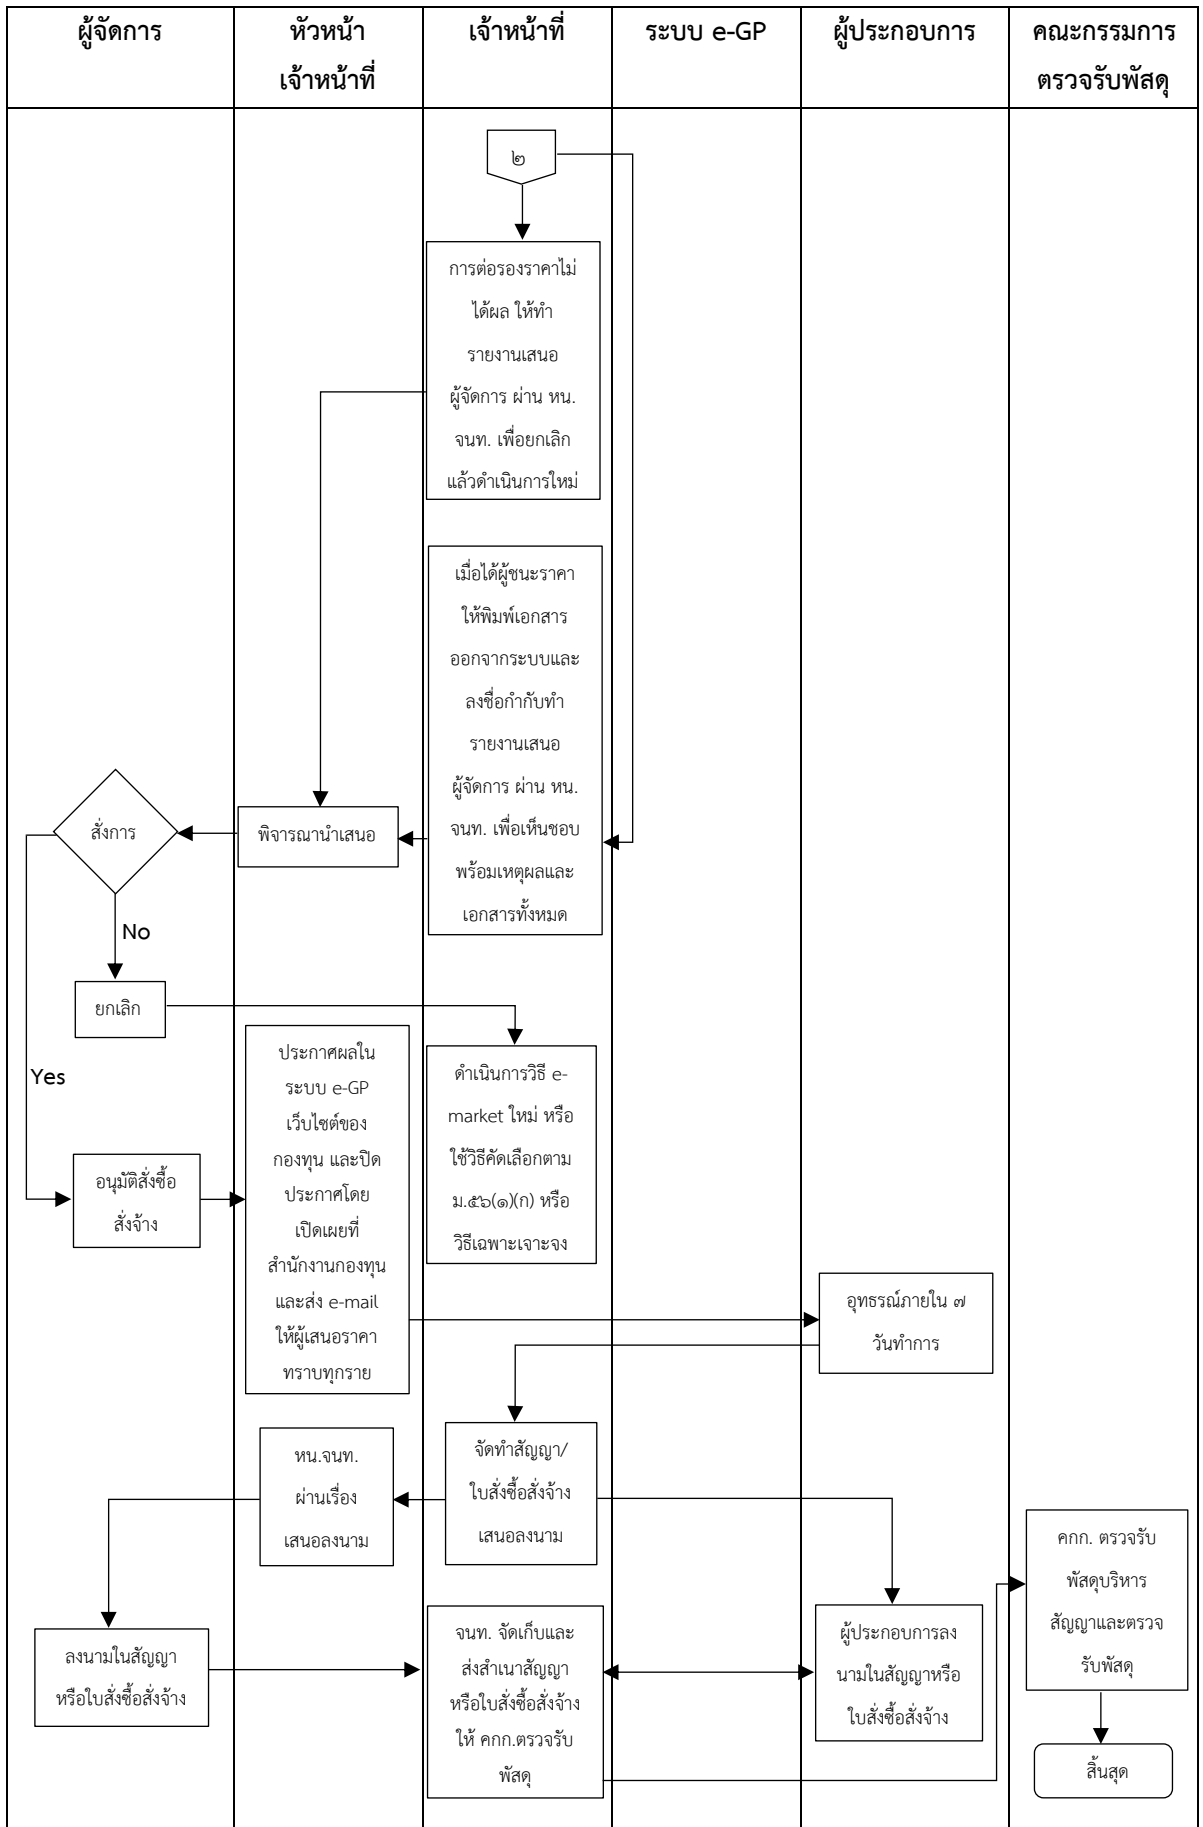 ผู้จัดการ
หัวหน้า
เจ้าหน้าที่
เจ้าหน้าที่
ระบบ e-GP
ผู้ประกอบการ
คณะกรรมการ
ตรวจรับพัสดุ
๒
การต่อรองราคาไม่
ได้ผล ให้ทำ
รายงานเสนอ
ผู้จัดการ ผ่าน หน.
จนท. เพื่อยกเลิก
แล้วดำเนินการใหม่
เมื่อได้ผู้ชนะราคา
ให้พิมพ์เอกสาร
ออกจากระบบและ
ลงชื่อกำกับทำ
รายงานเสนอ
ผู้จัดการ ผ่าน หน.
จนท. เพื่อเห็นชอบ
พร้อมเหตุผลและ
เอกสารทั้งหมด
พิจารณานำเสนอ
สั่งการ
No
ยกเลิก
Yes
อนุมัติสั่งซื้อ
สั่งจ้าง
ประกาศผลใน
ระบบ e-GP
เว็บไซต์ของ
กองทุน และปิด
ประกาศโดย
เปิดเผยที่
สำนักงานกองทุน
และส่ง e-mail
ให้ผู้เสนอราคา
ทราบทุกราย
ดำเนินการวิธี e-
market ใหม่ หรือ
ใช้วิธีคัดเลือกตาม
ม.๕๖(๑)(ก) หรือ
วิธีเฉพาะเจาะจง
อุทธรณ์ภายใน ๗
วันทำการ
จัดทำสัญญา/
ใบสั่งซื้อสั่งจ้าง
เสนอลงนาม
หน.จนท.
ผ่านเรื่อง
เสนอลงนาม
ลงนามในสัญญา
หรือใบสั่งซื้อสั่งจ้าง
จนท. จัดเก็บและ
ส่งสำเนาสัญญา
หรือใบสั่งซื้อสั่งจ้าง
ให้ คกก.ตรวจรับ
พัสดุ
ผู้ประกอบการลง
นามในสัญญาหรือ
ใบสั่งซื้อสั่งจ้าง
คกก. ตรวจรับ
พัสดุบริหาร
สัญญาและตรวจ
รับพัสดุ
สิ้นสุด